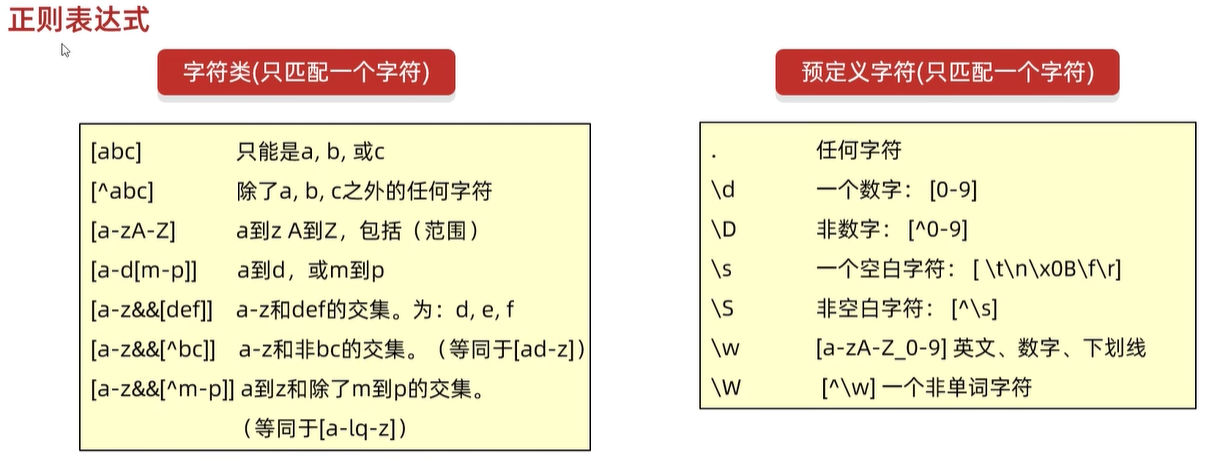 正则表达式
字符类(只匹配一个字符)
[abc] 只能是a, b, 或c
[^abc] 除了a, b, c之外的任何字符
[a-zA-Z] a到z A到Z，包括（范围）
[a-d[m-p]] a到d，或m到p
[a-z&&[def]] a-z和def的交集。为：d, e, f
[a-z&&[^bc]] a-z和非bc的交集。（等同于[ad-z]）
[a-z&&[^m-p]] a到z和除了m到p的交集。
（等同于[a-lq-z]）
预定义字符(只匹配一个字符)
. 任何字符
\d 一个数字： [0-9]
\D 非数字： [^0-9]
\s 一个空白字符： [ \t\n\x0B\f\r]
\S 非空白字符： [^\s]
\w [a-zA-Z_0-9] 英文、数字、下划线
\W [^\w] 一个非单词字符